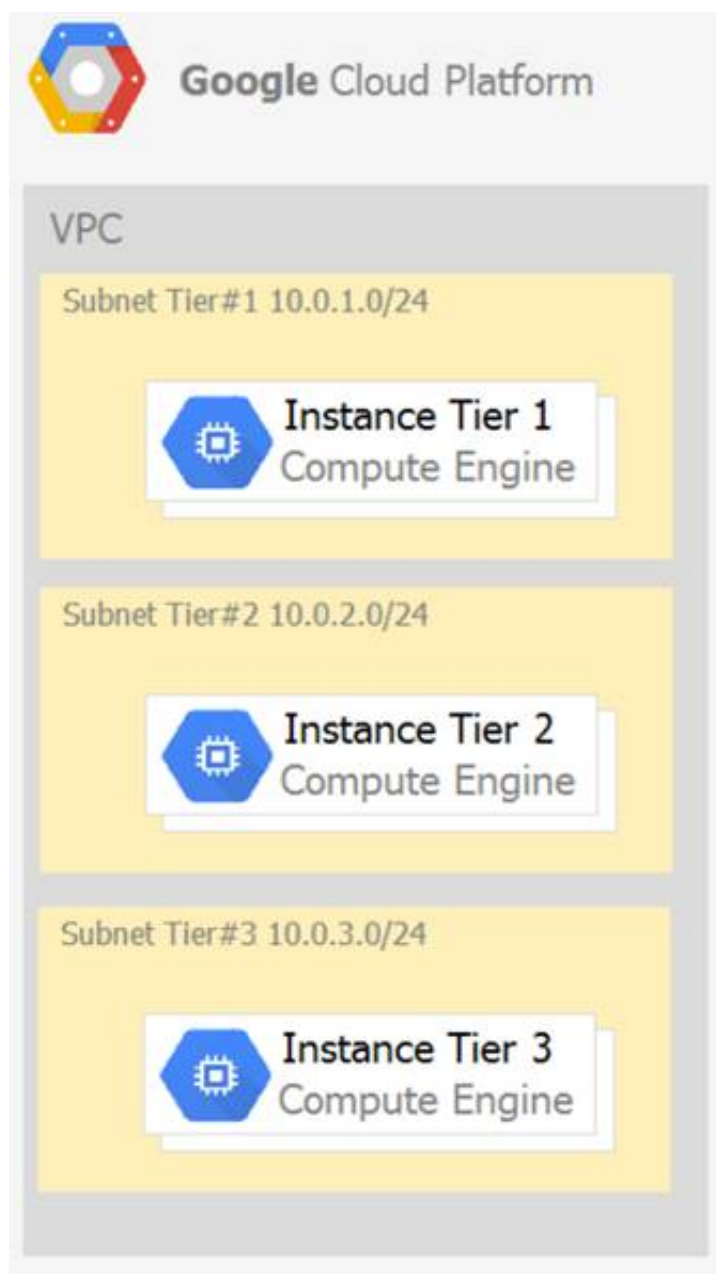 Google Cloud Platform
VPC
Subnet Tier#1 10.0.1.0/24
Instance Tier 1
Compute Engine
Subnet Tier#2 10.0.2.0/24
Instance Tier 2
Compute Engine
Subnet Tier#3 10.0.3.0/24
Instance Tier 3
Compute Engine